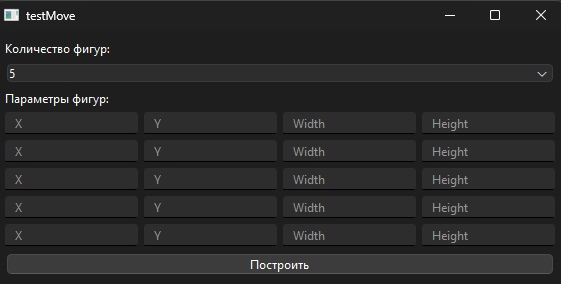 testMove
Количество фигур:
5
Параметры фигур:
X Y Width Height
X Y Width Height
X Y Width Height
X Y Width Height
X Y Width Height
Построить